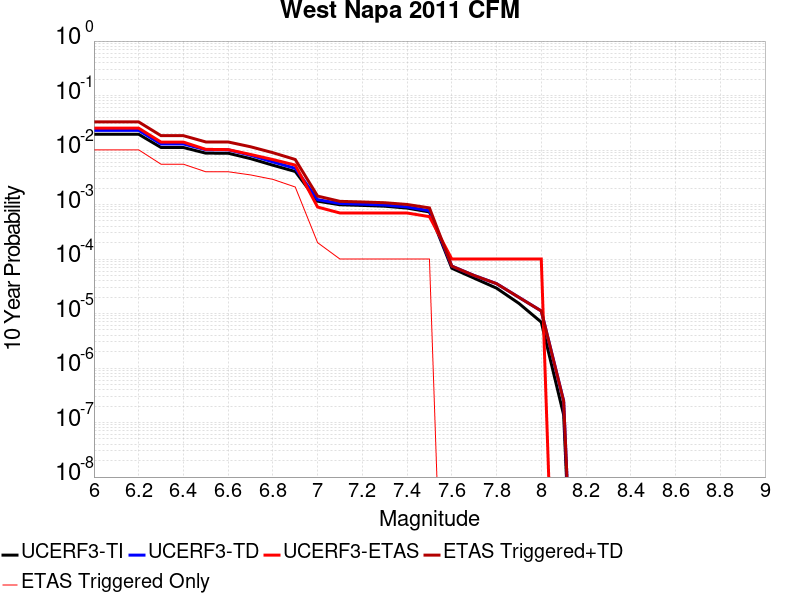 West Napa 2011 CFM
10 Year Probability
10^0
10^-1
10^-2
10^-3
10^-4
10^-5
10^-6
10^-7
10^-8
6 6.2 6.4 6.6 6.8 7 7.2 7.4 7.6 7.8 8 8.2 8.4 8.6 8.8 9
Magnitude
UCERF3-TI UCERF3-TD UCERF3-ETAS ETAS Triggered+TD
ETAS Triggered Only